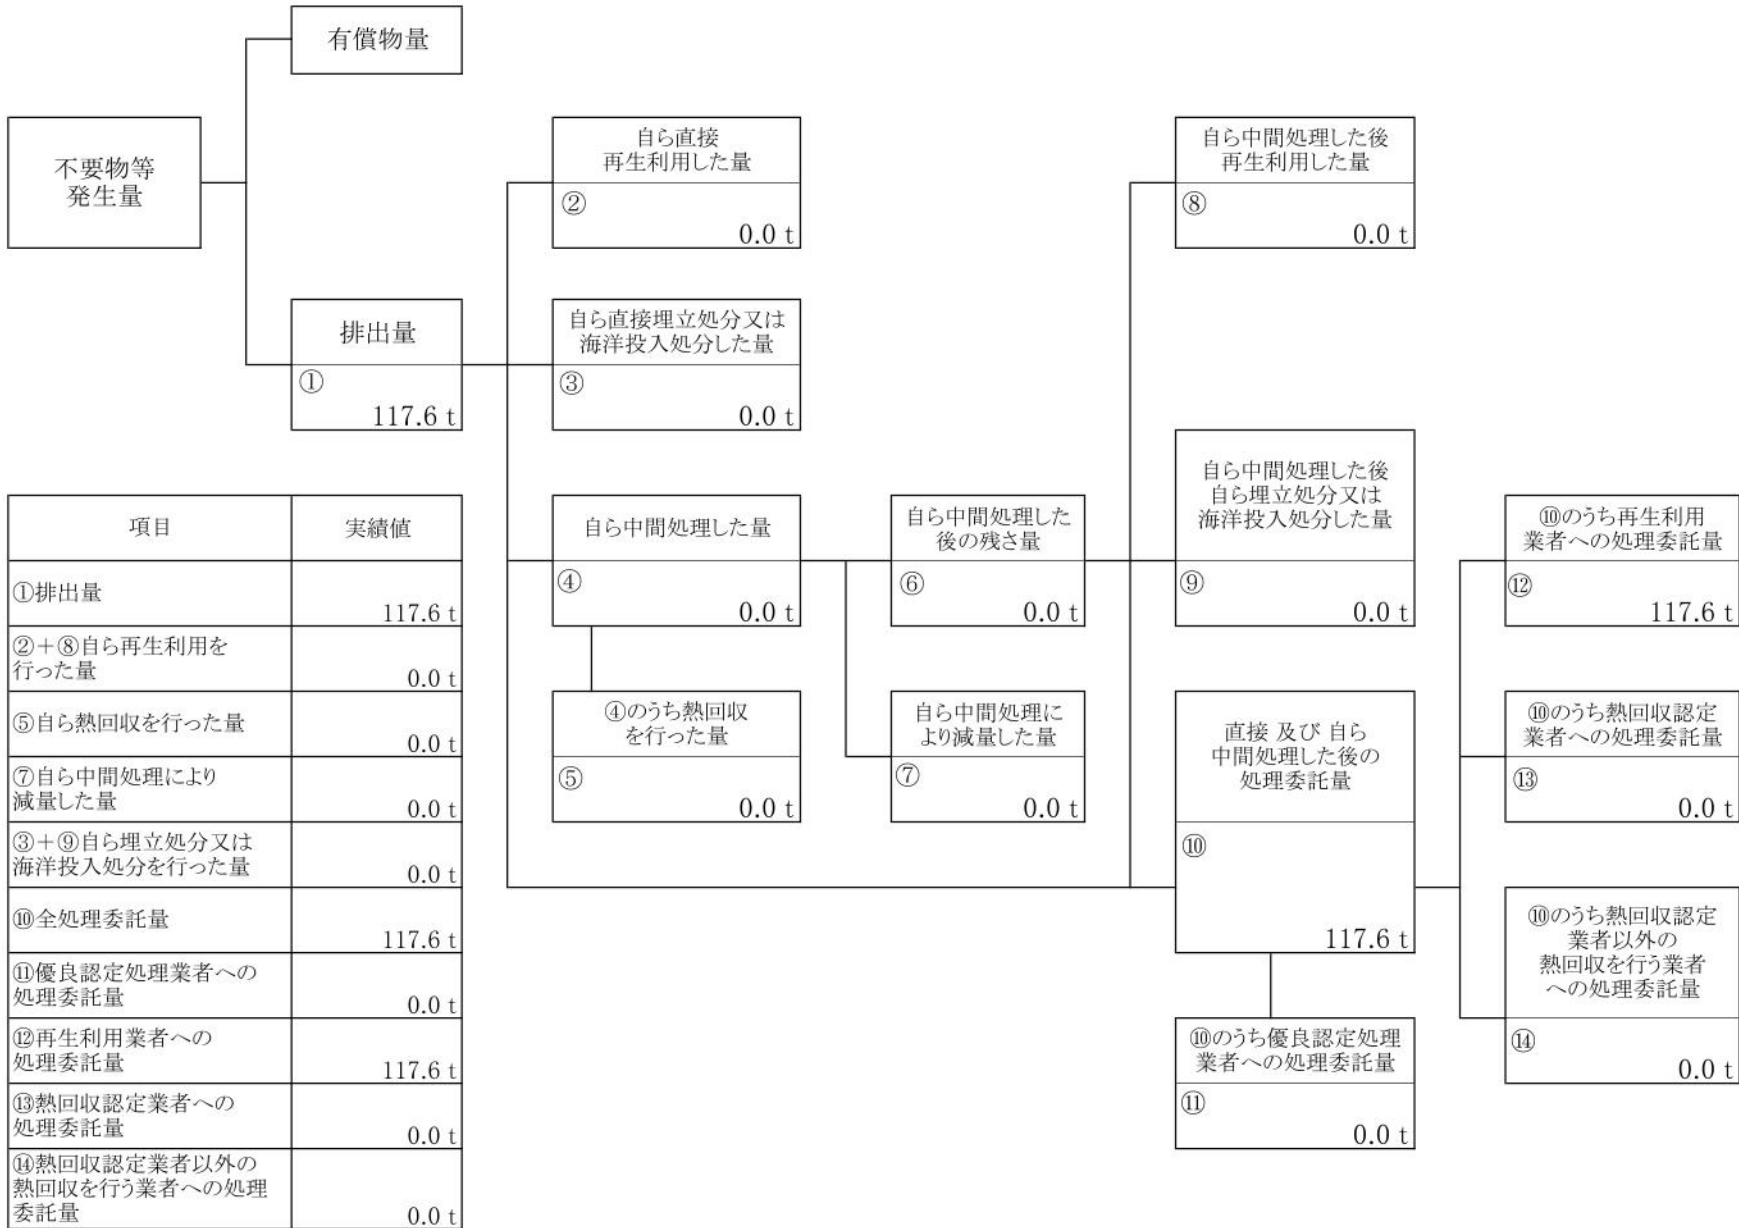 有償物量
不要物等
発生量
自ら直接
再生利用した量
②
0.0 t
自ら中間処理した後
再生利用した量
⑧
0.0 t
排出量
①
117.6 t
自ら直接埋立処分又は
海洋投入処分した量
③
0.0 t
自ら中間処理した量
④
0.0 t
自ら中間処理した
後の残さ量
⑥
0.0 t
自ら中間処理した後
自ら埋立処分又は
海洋投入処分した量
⑨
0.0 t
⑩のうち再生利用
業者への処理委託量
⑫
117.6 t
④のうち熱回収
を行った量
⑤
0.0 t
自ら中間処理に
より減量した量
⑦
0.0 t
直接 及び 自ら
中間処理した後の
処理委託量
⑩
117.6 t
⑩のうち熱回収認定
業者への処理委託量
⑬
0.0 t
⑩のうち熱回収認定
業者以外の
熱回収を行う業者
への処理委託量
⑭
0.0 t
⑩のうち優良認定処理
業者への処理委託量
⑪
0.0 t
項目 実績値
①排出量
117.6 t
②+⑧自ら再生利用を
行った量
0.0 t
⑤自ら熱回収を行った量
0.0 t
⑦自ら中間処理により
減量した量
0.0 t
③+⑨自ら埋立処分又は
海洋投入処分を行った量
0.0 t
⑩全処理委託量
117.6 t
⑪優良認定処理業者への
処理委託量
0.0 t
⑫再生利用業者への
処理委託量
117.6 t
⑬熱回収認定業者への
処理委託量
0.0 t
⑭熱回収認定業者以外の
熱回収を行う業者への処理
委託量
0.0 t